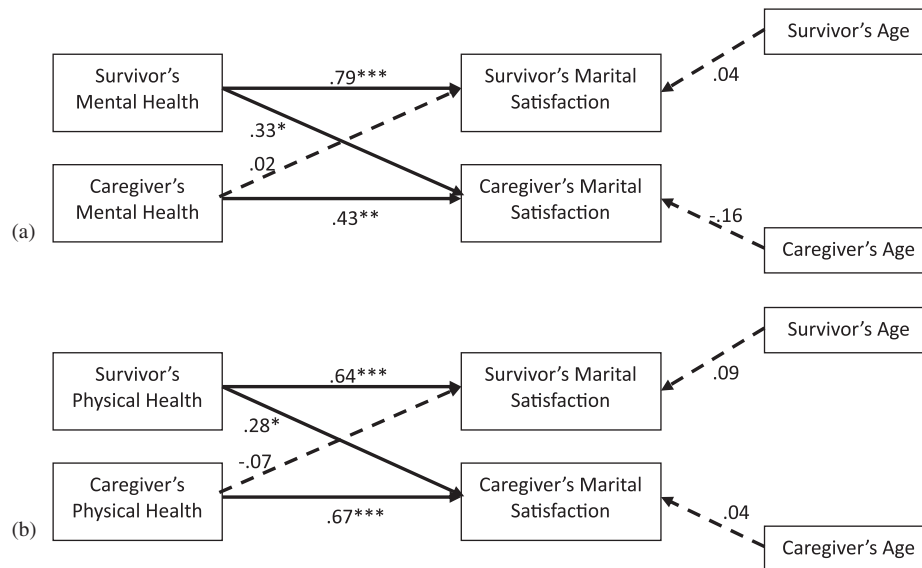 Survivor’s Age
Survivor’s
Mental Health
.79***
Survivor’s Marital
Satisfaction
.04
.33*
.02
Caregiver’s
Mental Health
.43**
Caregiver’s Marital
Satisfaction
-.16
(a)
Caregiver’s Age
Survivor’s Age
Survivor’s
Physical Health
.64***
Survivor’s Marital
Satisfaction
.09
.28*
-.07
Caregiver’s
Physical Health
.67***
Caregiver’s Marital
Satisfaction
.04
(b)
Caregiver’s Age